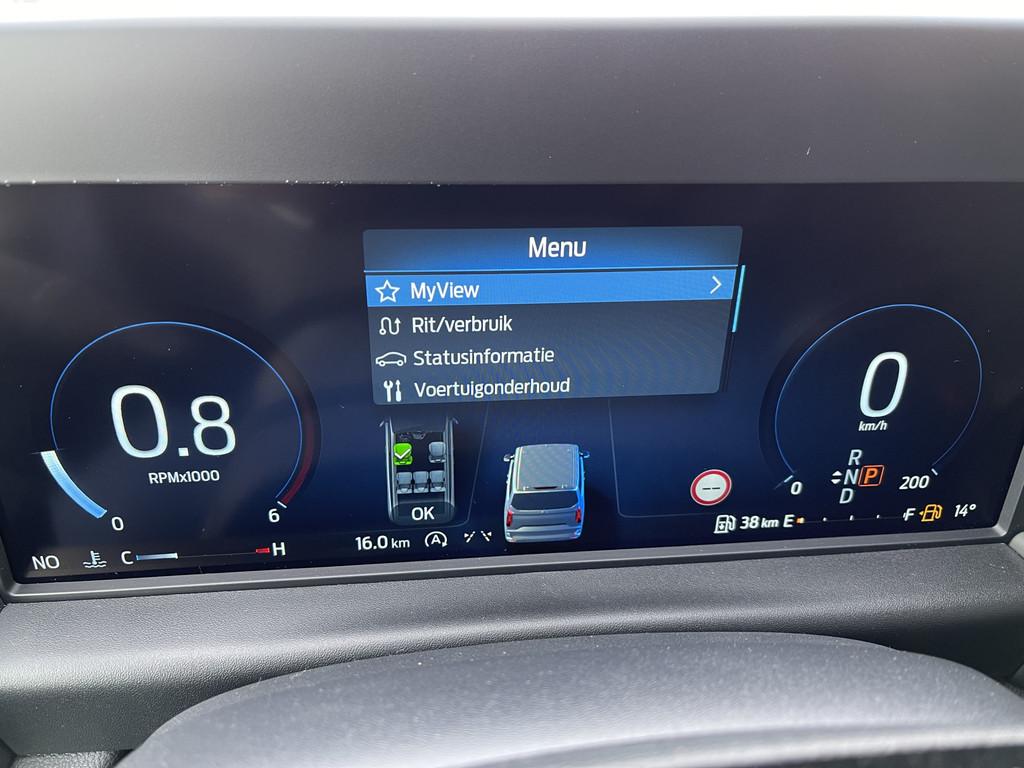 Menu
MyView
Rit/verbruik
Statusinformatie
Voertuigonderhoud
0.8
RPMx1000
0
6
OK
0
km/h
R
N P
D
0
200
NO
C
H
16.0 km
A
--
38 km E
F
14°